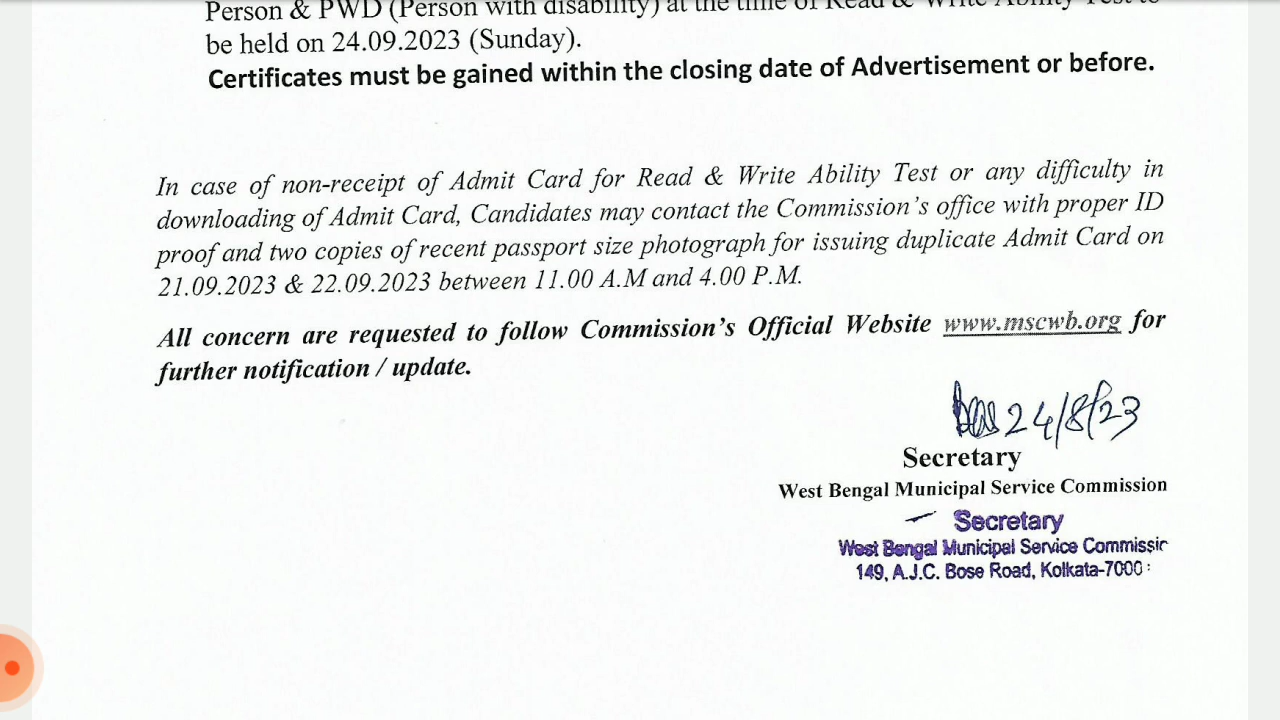 Person & PWD (Person with disability) at the time of Read & Write Ability Test to
be held on 24.09.2023 (Sunday).
Certificates must be gained within the closing date of Advertisement or before.
In case of non-receipt of Admit Card for Read & Write Ability Test or any difficulty in
downloading of Admit Card, Candidates may contact the Commission's office with proper ID
proof and two copies of recent passport size photograph for issuing duplicate Admit Card on
21.09.2023 & 22.09.2023 between 11.00 A.M and 4.00 P.M.
All concern are requested to follow Commission's Official Website www.mscwb.org for
further notification / update.
24/8/23
Secretary
West Bengal Municipal Service Commission
Secretary
West Bengal Municipal Service Commissir
149, A.J.C. Bose Road, Kolkata-7000